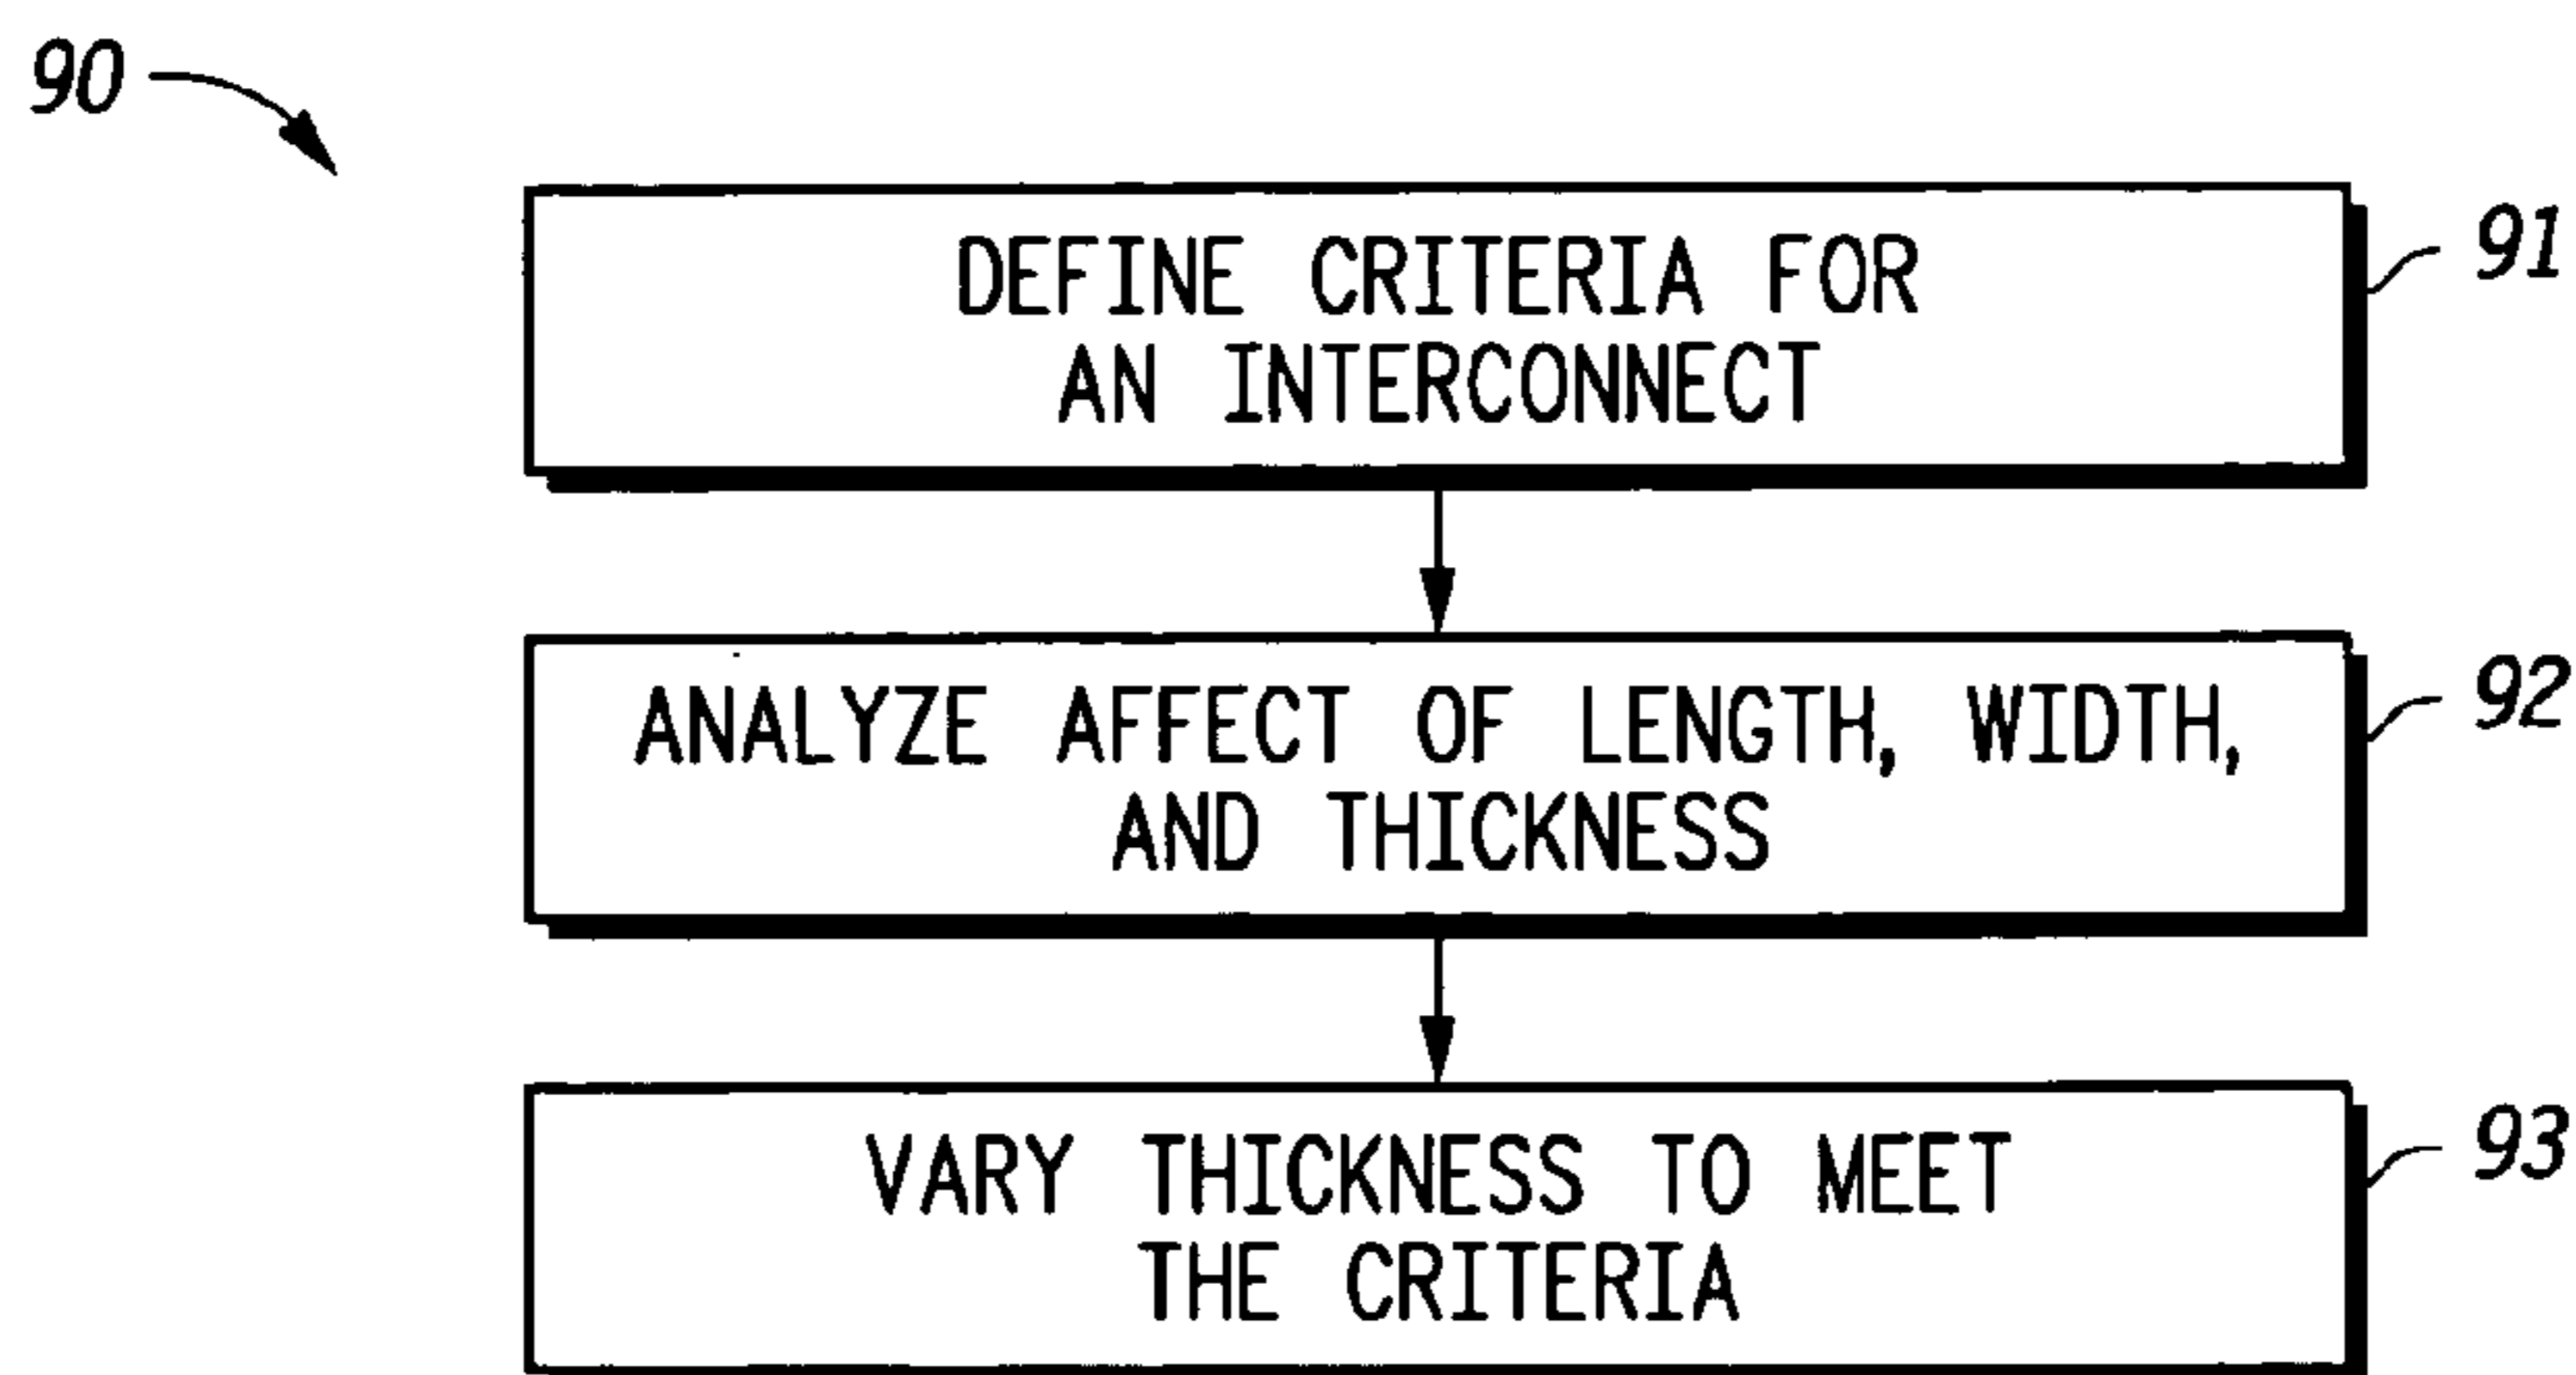 90
DEFINE CRITERIA FOR
AN INTERCONNECT
91
ANALYZE AFFECT OF LENGTH, WIDTH,
AND THICKNESS
92
VARY THICKNESS TO MEET
THE CRITERIA
93